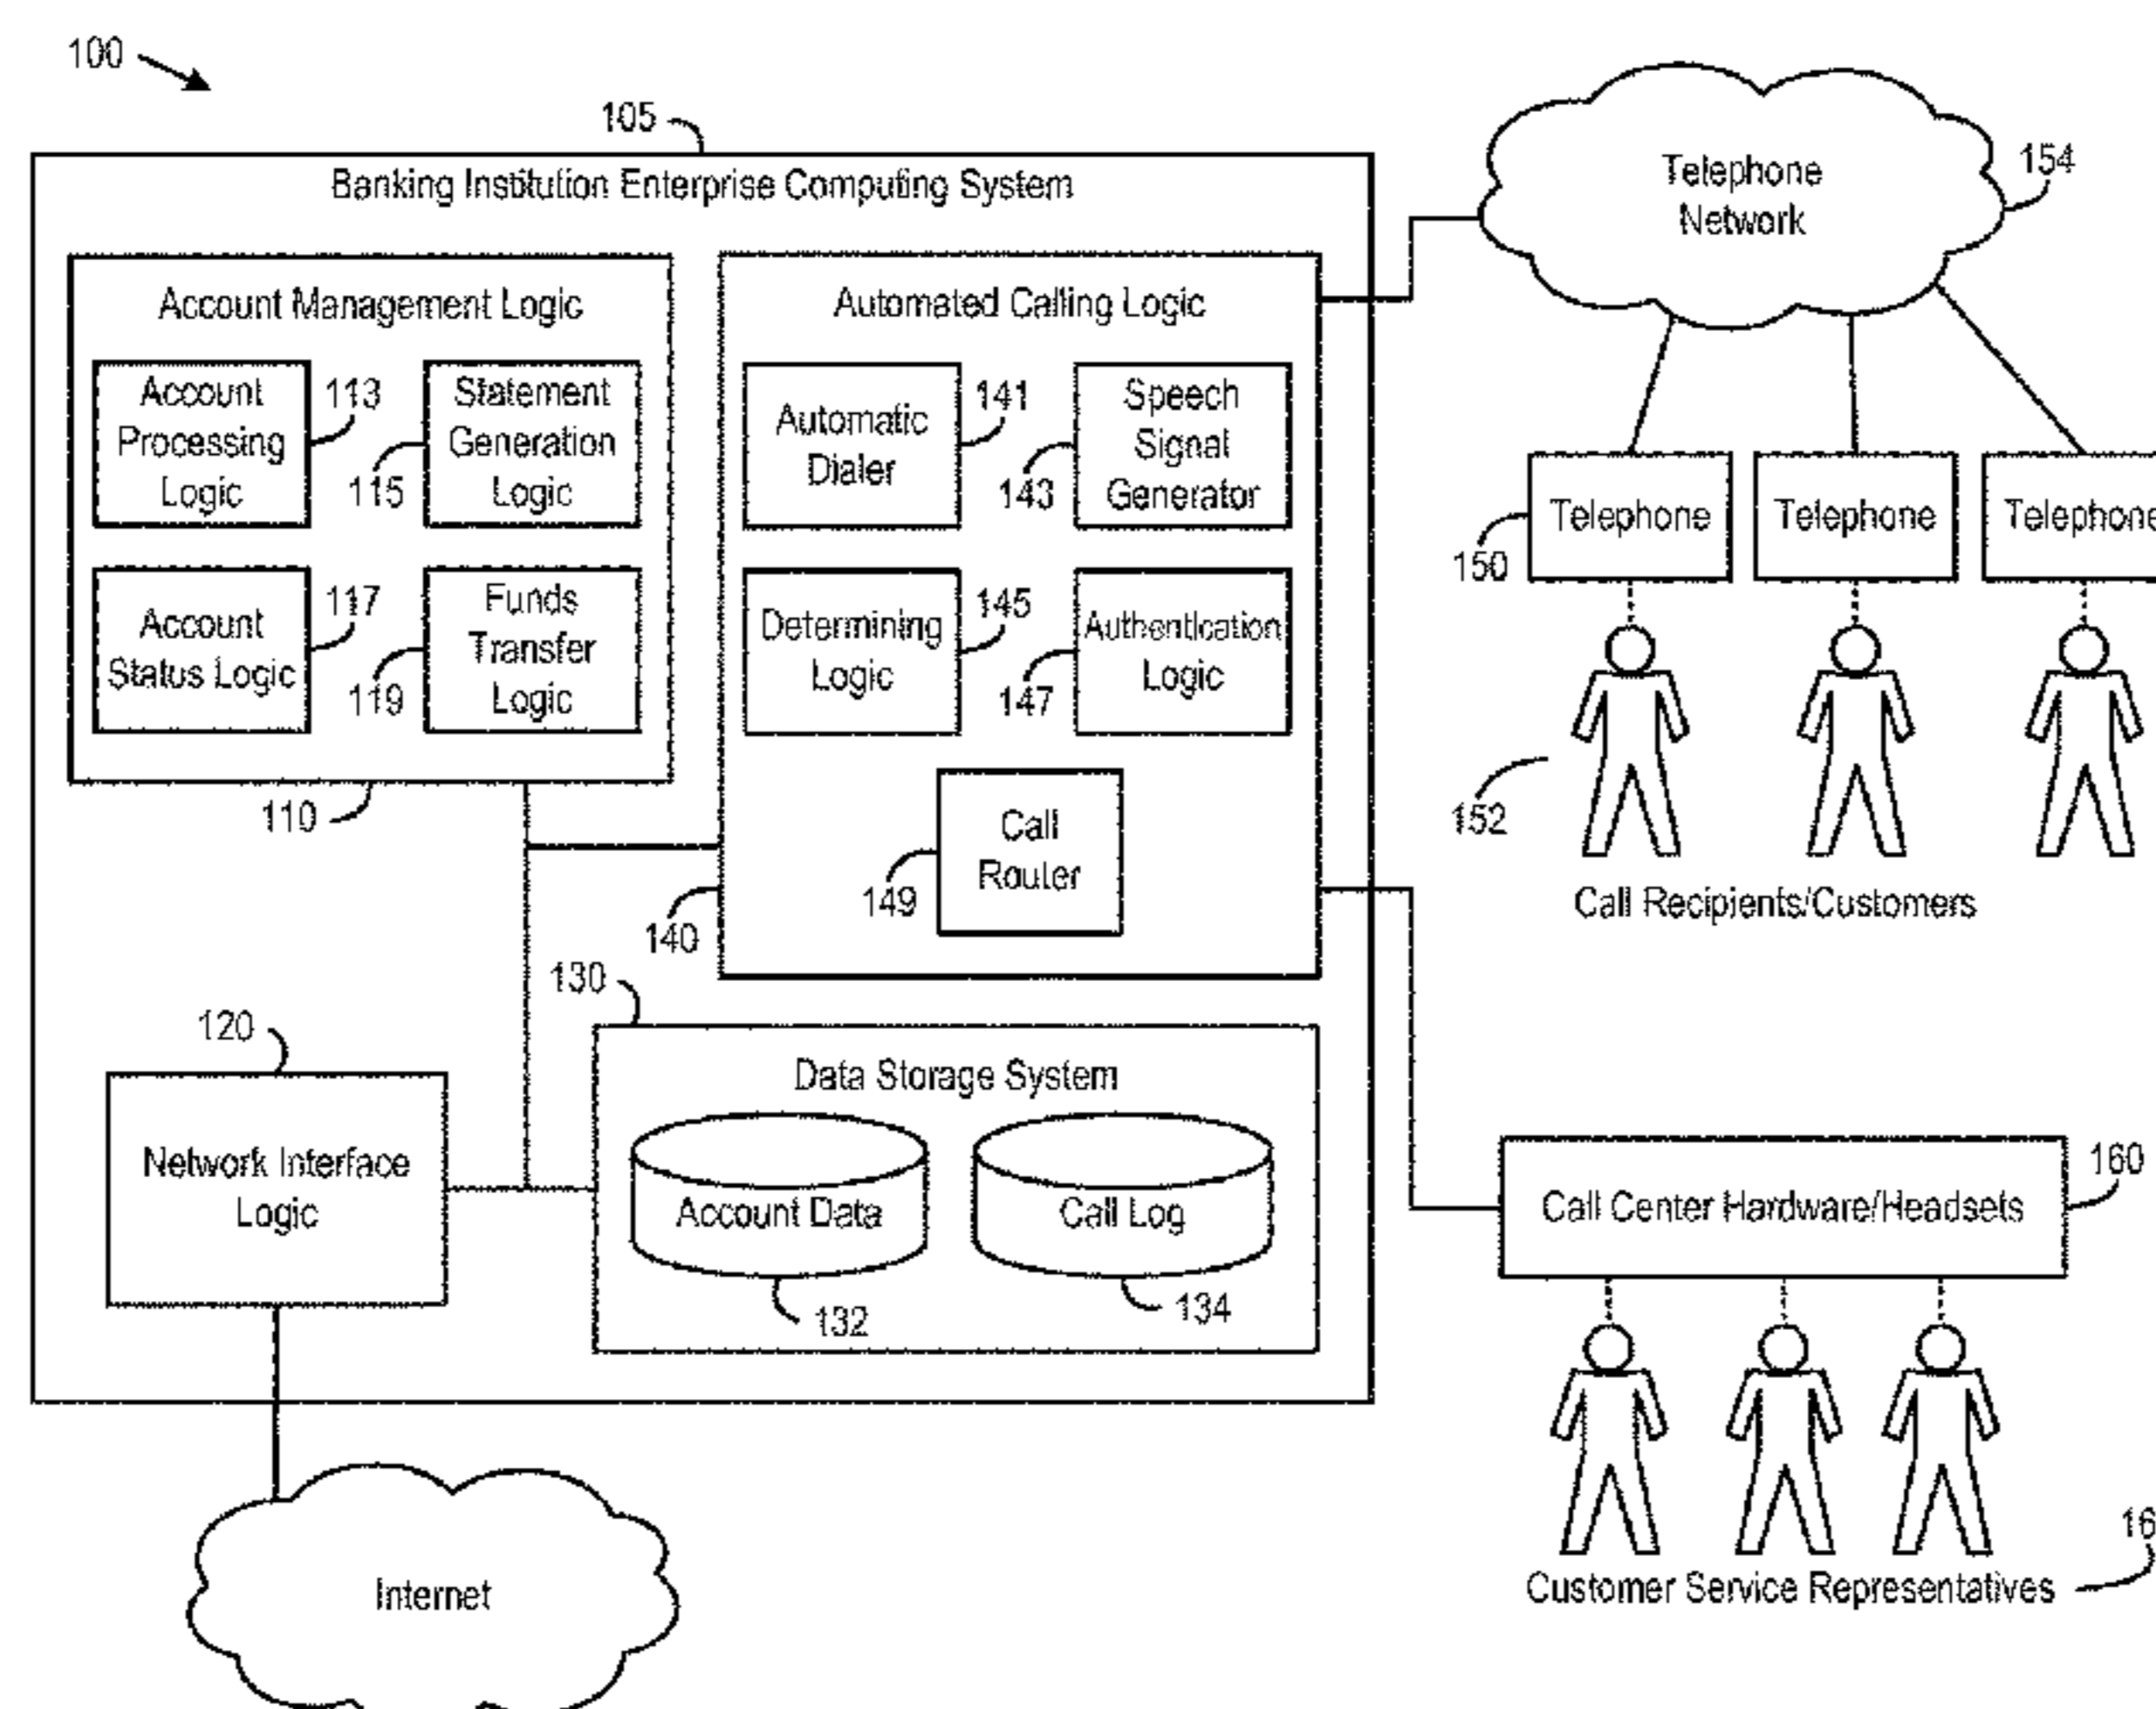 100
105
Banking Institution Enterprise Computing System
Account Management Logic
Account
Processing
Logic
113
115
Statement
Generation
Logic
Account
Status Logic
117
119
Funds
Transfer
Logic
110
Automated Calling Logic
Automatic
Dialer
141
143
Speech
Signal
Generator
Determining
Logic
145
147
Authentication
Logic
Call
Router
149
140
120
Network Interface
Logic
130
Data Storage System
Account Data
Call Log
132
134
Internet
Telephone
Network
154
150
Telephone
Telephone
Telephone
152
Call Recipients/Customers
160
Call Center Hardware/Headsets
Customer Service Representatives